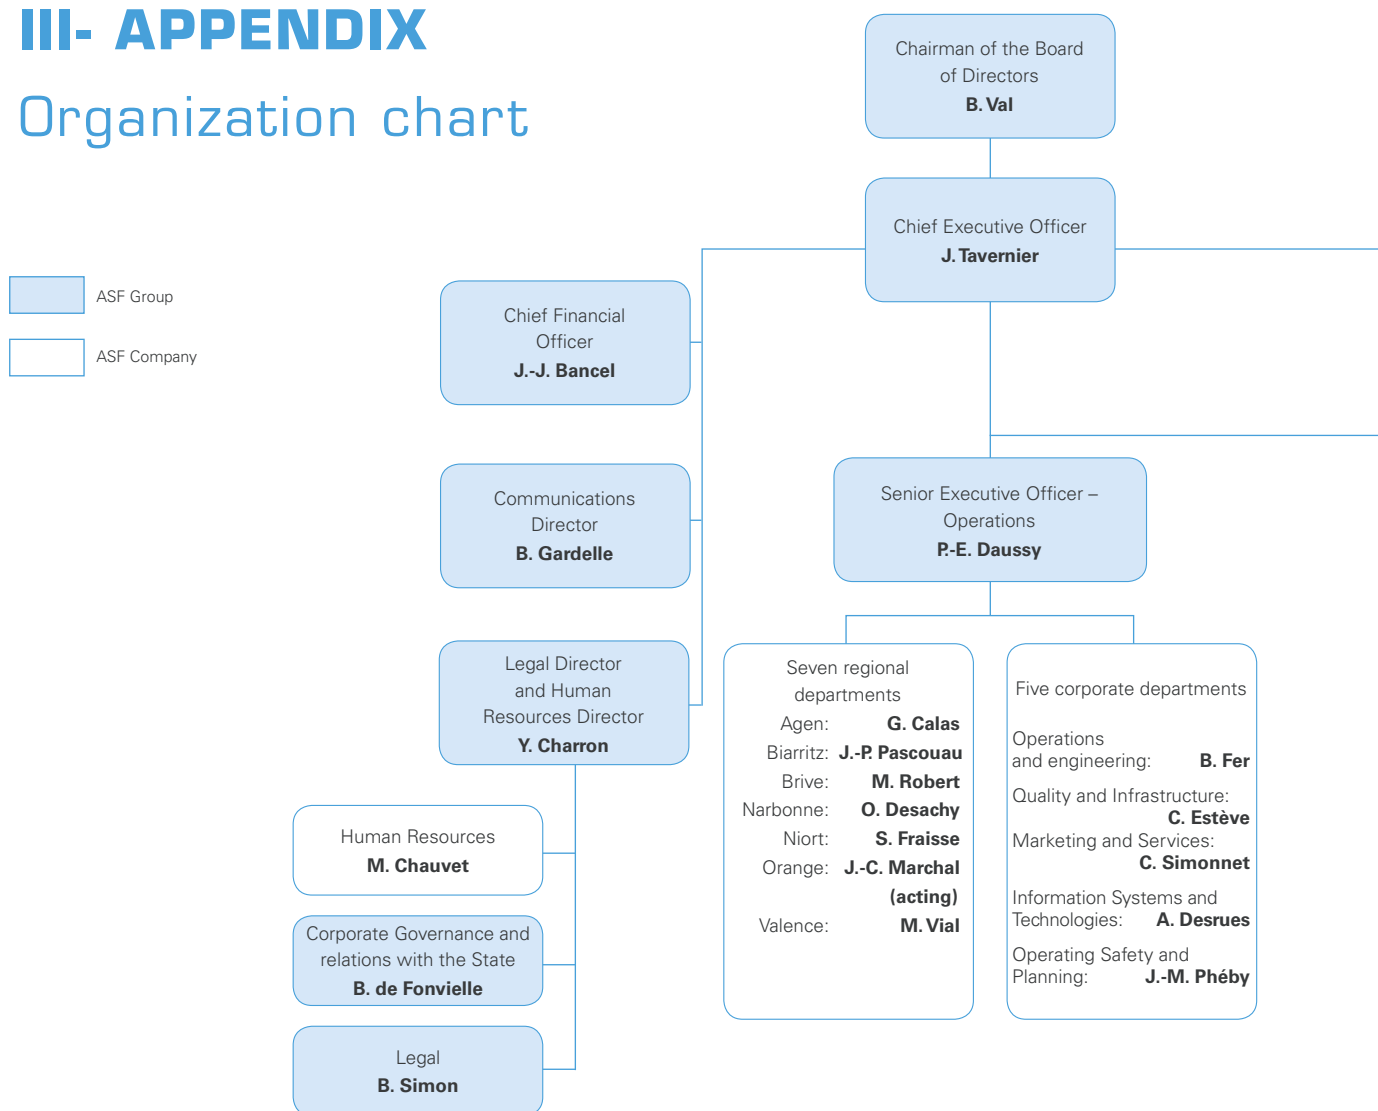 III- APPENDIX
Organization chart
ASF Group
ASF Company
Chairman of the Board
of Directors
B. Val
Chief Executive Officer
J. Tavernier
Chief Financial
Officer
J.-J. Bancel
Communications
Director
B. Gardelle
Legal Director
and Human
Resources Director
Y. Charron
Human Resources
M. Chauvet
Corporate Governance and
relations with the State
B. de Fonvielle
Legal
B. Simon
Senior Executive Officer –
Operations
P.-E. Daussy
Seven regional
departments
Agen: G. Calas
Biarritz: J.-P. Pascouau
Brive: M. Robert
Narbonne: O. Desachy
Niort: S. Fraisse
Orange: J.-C. Marchal
(acting)
Valence: M. Vial
Five corporate departments
Operations
and engineering: B. Fer
Quality and Infrastructure:
C. Estève
Marketing and Services:
C. Simonnet
Information Systems and
Technologies: A. Desrues
Operating Safety and
Planning: J.-M. Phéby